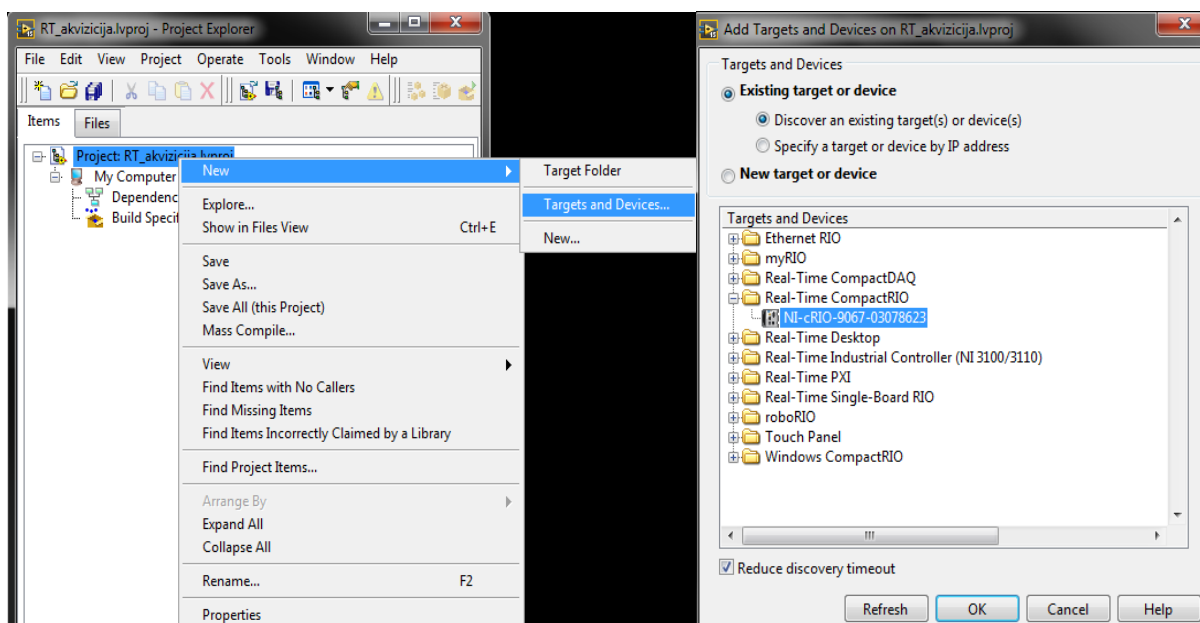 RT_akvizicija.lvproj - Project Explorer
File Edit View Project Operate Tools Window Help
Items Files
Project: RT_akvizicija.lvproj
My Computer
Dependenc
Build Specif
New
Explore...
Show in Files View Ctrl+E
Save
Save As...
Save All (this Project)
Mass Compile...
View
Find Items with No Callers
Find Missing Items
Find Items Incorrectly Claimed by a Library
Find Project Items...
Arrange By
Expand All
Collapse All
Rename... F2
Properties
Target Folder
Targets and Devices...
New...
Add Targets and Devices on RT_akvizicija.lvproj
Targets and Devices
Existing target or device
Discover an existing target(s) or device(s)
Specify a target or device by IP address
New target or device
Targets and Devices
Ethernet RIO
myRIO
Real-Time CompactDAQ
Real-Time CompactRIO
NI-cRIO-9067-03078623
Real-Time Desktop
Real-Time Industrial Controller (NI 3100/3110)
Real-Time PXI
Real-Time Single-Board RIO
roboRIO
Touch Panel
Windows CompactRIO
Reduce discovery timeout
Refresh OK Cancel Help